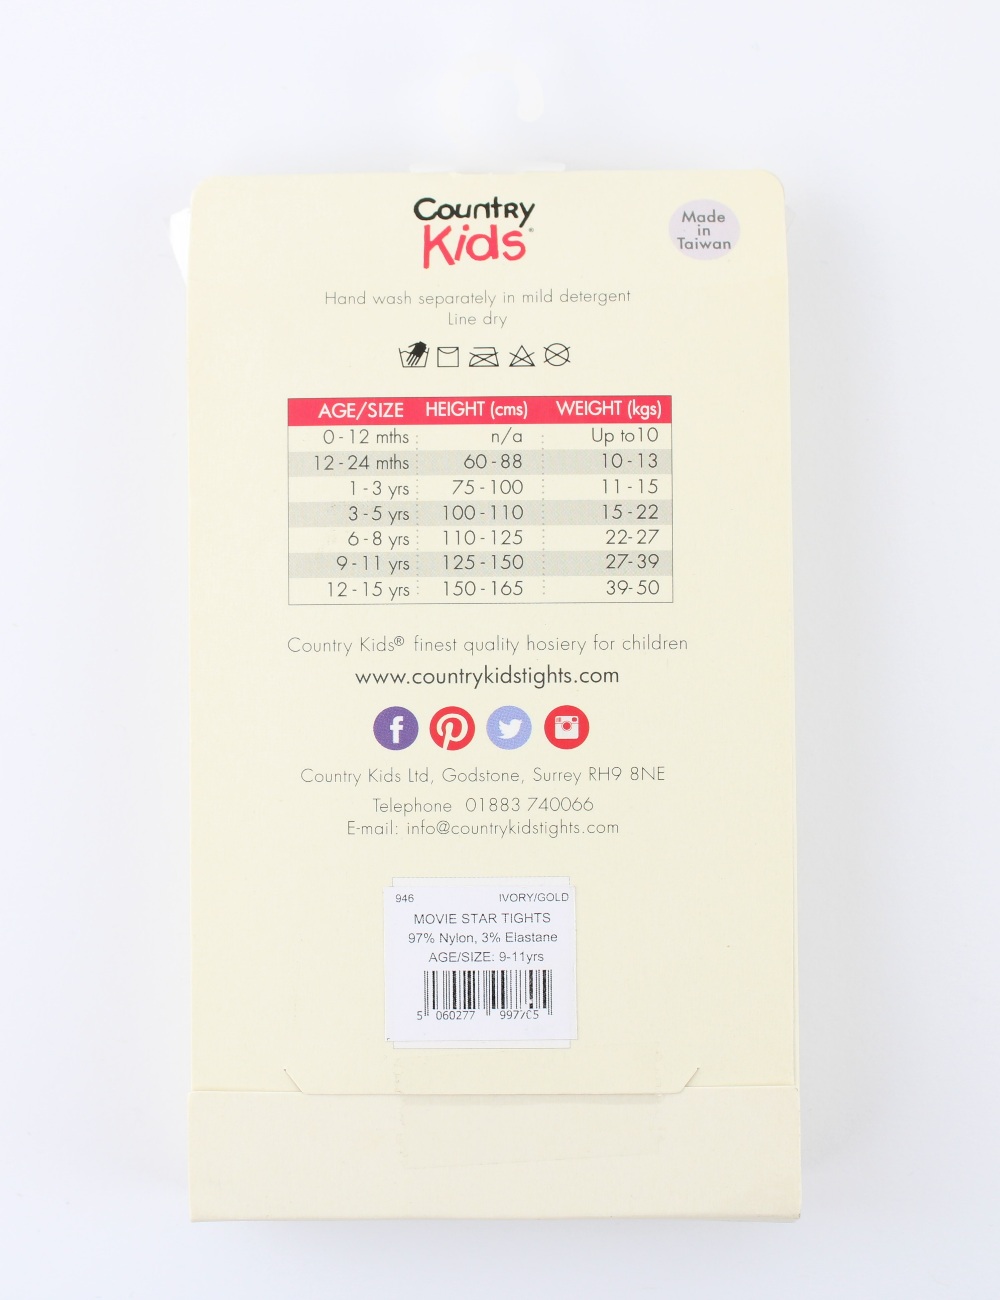 Country
Kids®
Made
in
Taiwan
Hand wash separately in mild detergent
Line dry
AGE/SIZE HEIGHT (cms) WEIGHT (kgs)
0-12 mths n/a Up to10
12-24 mths 60-88 10-13
1-3 yrs 75-100 11-15
3-5 yrs 100-110 15-22
6-8 yrs 110-125 22-27
9-11 yrs 125-150 27-39
12-15 yrs 150-165 39-50
Country Kids® finest quality hosiery for children
www.countrykidstights.com
Country Kids Ltd, Godstone, Surrey RH9 8NE
Telephone 01883 740066
E-mail: info@countrykidstights.com
946 IVORY/GOLD
MOVIE STAR TIGHTS
97% Nylon, 3% Elastane
AGE/SIZE: 9-11yrs
5 060277